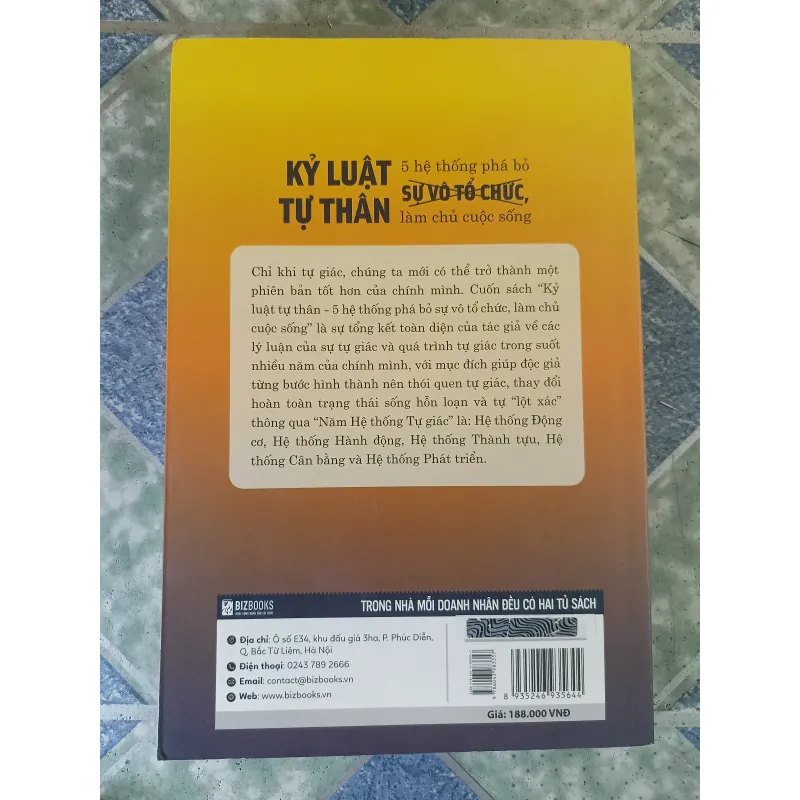 KỶ LUẬT
TỰ THÂN
5 hệ thống phá bỏ
SỰ VÔ TỔ CHỨC,
làm chủ cuộc sống
Chỉ khi tự giác, chúng ta mới có thể trở thành một
phiên bản tốt hơn của chính mình. Cuốn sách “Kỷ
luật tự thân - 5 hệ thống phá bỏ sự vô tổ chức, làm chủ
cuộc sống” là sự tổng kết toàn diện của tác giả về các
lý luận của sự tự giác và quá trình tự giác trong suốt
nhiều năm của chính mình, với mục đích giúp độc giả
từng bước hình thành nên thói quen tự giác, thay đổi
hoàn toàn trạng thái sống hỗn loạn và tự “lột xác”
thông qua “Năm Hệ thống Tự giác” là: Hệ thống Động
cơ, Hệ thống Hành động, Hệ thống Thành tựu, Hệ
thống Cân bằng và Hệ thống Phát triển.
BIZBOOKS
TRONG NHÀ MỖI DOANH NHÂN ĐỀU CÓ HAI TỦ SÁCH
Địa chỉ: Ô số E34, khu đấu giá 3ha, P. Phúc Diễn,
Q, Bắc Từ Liêm, Hà Nội
Điện thoại: 0243 789 2666
Email: contact@bizbooks.vn
Web: www.bizbooks.vn
8 935246 935644
Giá: 188.000 VNĐ